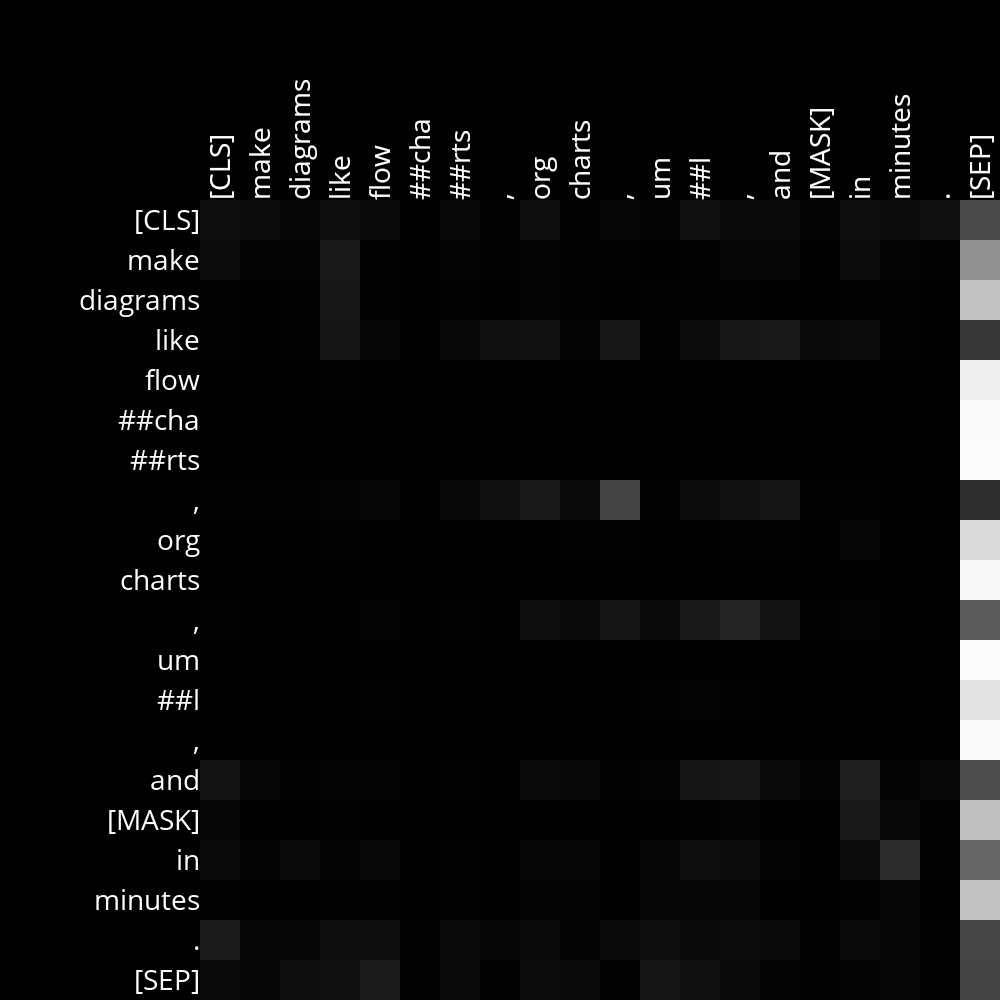 [CLS] make diagrams like flow ##cha ##rts , org charts , um ##l , and [MASK] in minutes . [SEP]
[CLS]
make
diagrams
like
flow
##cha
##rts
,
org
charts
,
um
##l
,
and
[MASK]
in
minutes
.
[SEP]